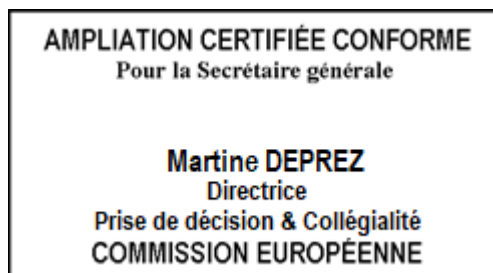 AMPLIATION CERTIFIÉE CONFORME
Pour la Secrétaire générale
Martine DEPREZ
Directrice
Prise de décision & Collégialité
COMMISSION EUROPÉENNE